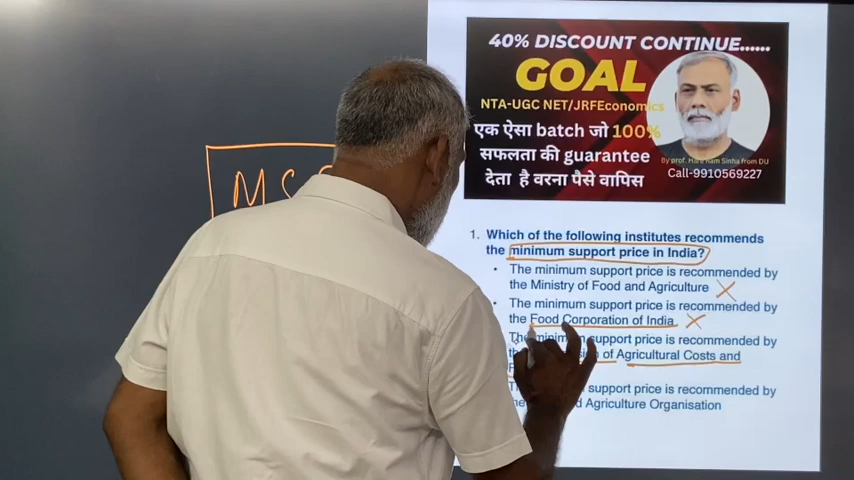 40% DISCOUNT CONTINUE......
GOAL
NTA-UGC NET/JRFEconomics
एक ऐसा batch जो 100%
सफलता की guarantee
देता है वरना पैसे वापिस
By prof. Hare Ram Sinha from DU
Call-9910569227
MS
1. Which of the following institutes recommends
the minimum support price in India?
• The minimum support price is recommended by
the Ministry of Food and Agriculture
• The minimum support price is recommended by
the Food Corporation of India
The minimum support price is recommended by
of Agricultural Costs and
support price is recommended by
Agriculture Organisation